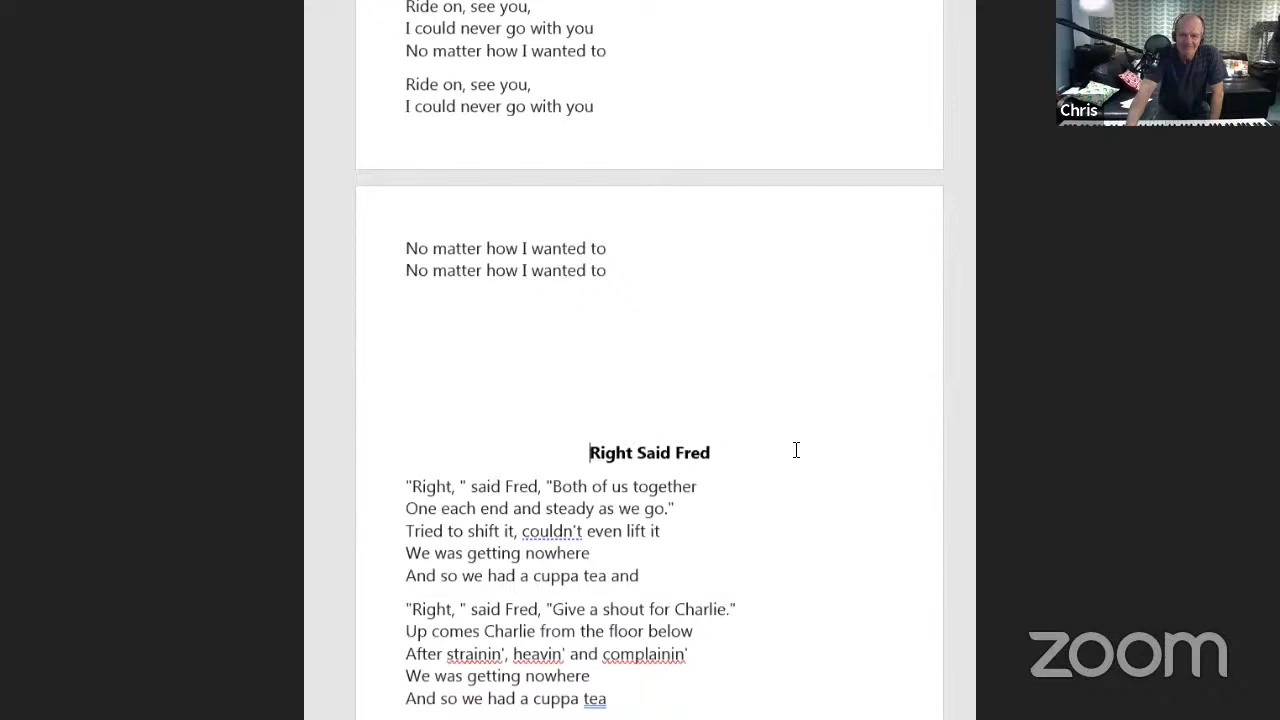 Ride on, see you,
I could never go with you
No matter how I wanted to
Ride on, see you,
I could never go with you
No matter how I wanted to
No matter how I wanted to
Right Said Fred
"Right, " said Fred, "Both of us together
One each end and steady as we go."
Tried to shift it, couldn't even lift it
We was getting nowhere
And so we had a cuppa tea and
"Right, " said Fred, "Give a shout for Charlie."
Up comes Charlie from the floor below
After strainin', heavin' and complainin'
We was getting nowhere
And so we had a cuppa tea
Chris
zoom